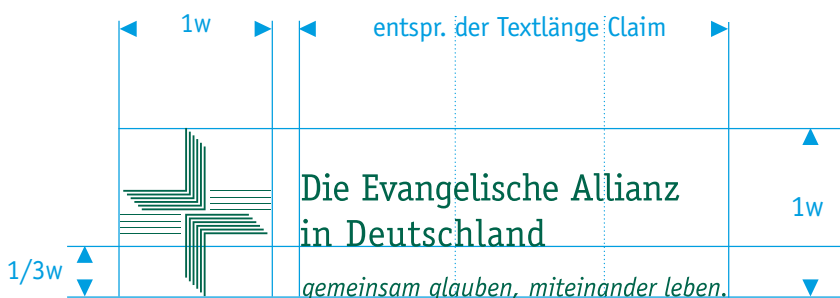 1w
entspr. der Textlänge Claim
Die Evangelische Allianz
in Deutschland
1w
1/3w
gemeinsam glauben, miteinander leben.